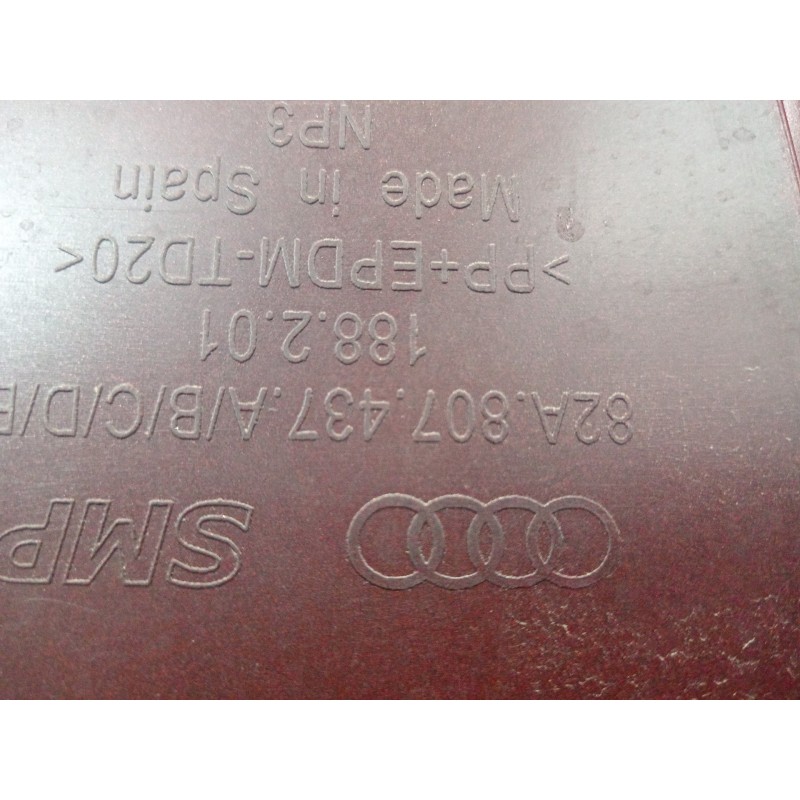 SMP
82A.807.437.A/B/C/D/E
188.2.01
>PP+EPDM-TD20<
Made in Spain
NP3